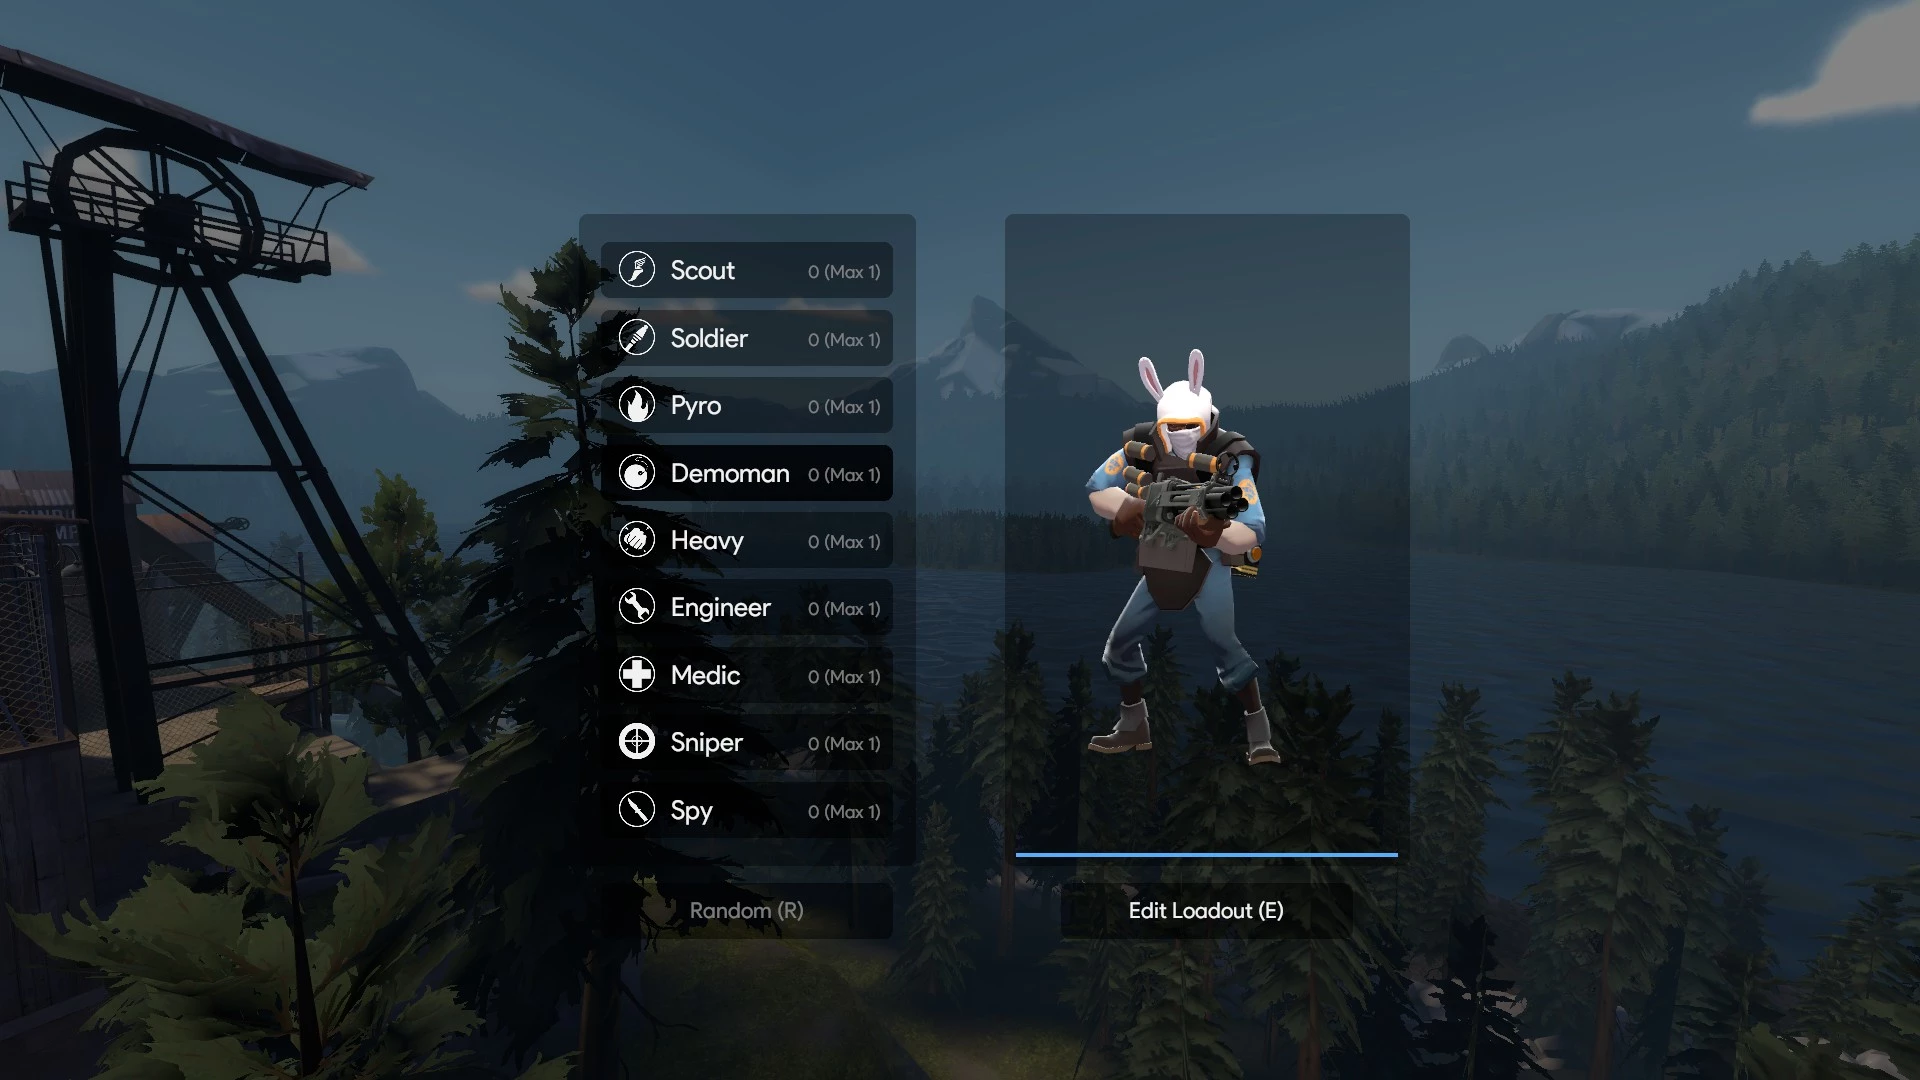 Scout 0 (Max 1)
Soldier 0 (Max 1)
Pyro 0 (Max 1)
Demoman 0 (Max 1)
Heavy 0 (Max 1)
Engineer 0 (Max 1)
Medic 0 (Max 1)
Sniper 0 (Max 1)
Spy 0 (Max 1)
Random (R)
Edit Loadout (E)